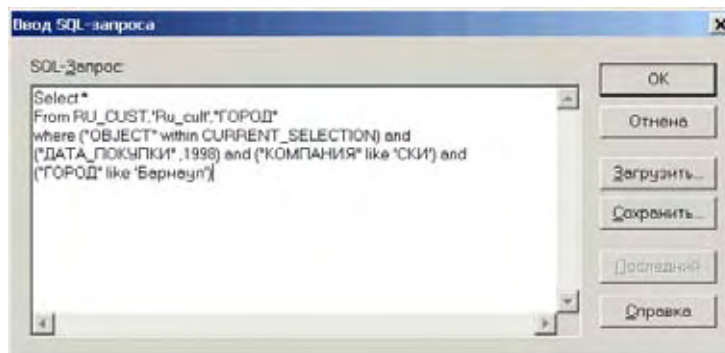 Ввод SQL-запроса
SQL-Запрос:
Select *
From RU_CUST,"Ru_cult","ГОРОД"
where ("OBJECT" within CURRENT_SELECTION) and
("ДАТА_ПОКУПКИ" ,1998) and ("КОМПАНИЯ" like 'СКИ') and
("ГОРОД" like 'Барнаул')
ОК
Отмена
Загрузить...
Сохранить...
Последний
Справка